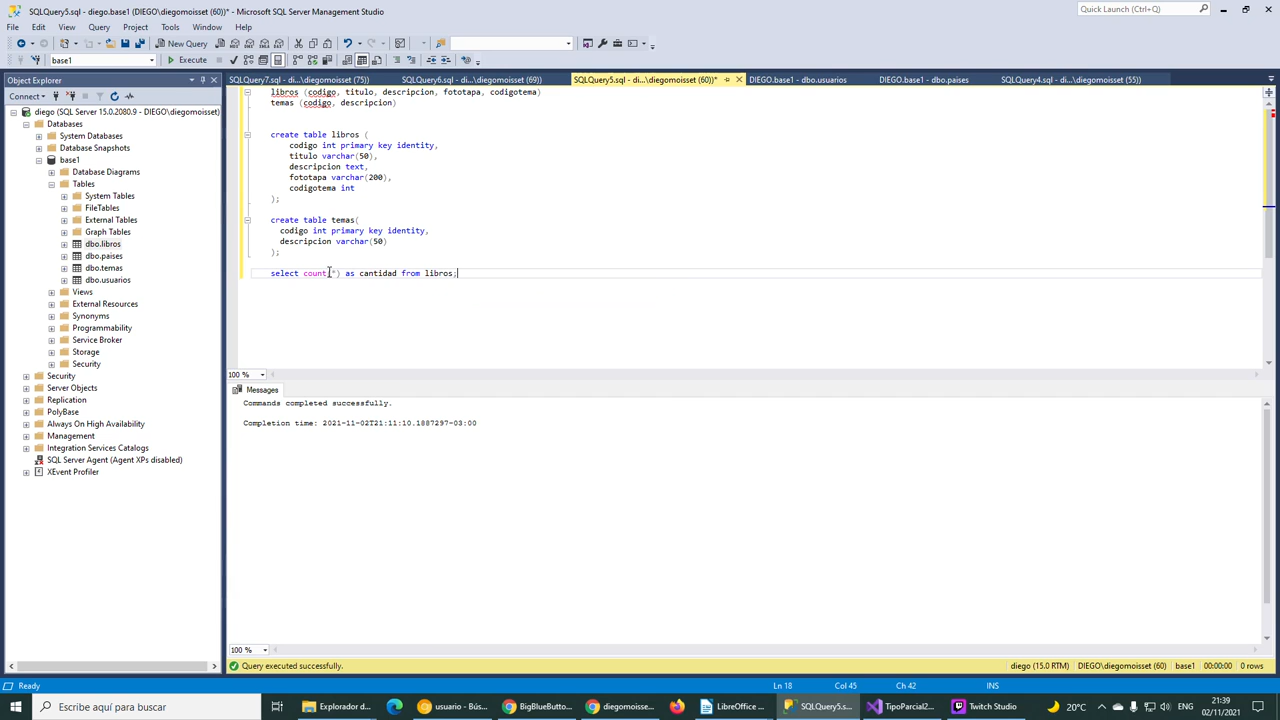 SQLQuery5.sql - diego.base1 (DIEGO\diegomoisset (60))* - Microsoft SQL Server Management Studio
Quick Launch (Ctrl+Q)
File Edit View Query Project Tools Window Help
New Query
base1
Execute
Object Explorer
SQLQuery7.sql - di...\diegomoisset (75))
SQLQuery6.sql - di...\diegomoisset (69))
SQLQuery5.sql - di...\diegomoisset (60))*
DIEGO.base1 - dbo.usuarios
DIEGO.base1 - dbo.paises
SQLQuery4.sql - di...\diegomoisset (55))
Connect
diego (SQL Server 15.0.2080.9 - DIEGO\diegomoisset)
Databases
System Databases
Database Snapshots
base1
Database Diagrams
Tables
System Tables
FileTables
External Tables
Graph Tables
dbo.libros
dbo.paises
dbo.temas
dbo.usuarios
Views
External Resources
Synonyms
Programmability
Service Broker
Storage
Security
Security
Server Objects
Replication
PolyBase
Always On High Availability
Management
Integration Services Catalogs
SQL Server Agent (Agent XPs disabled)
XEvent Profiler
libros (codigo, titulo, descripcion, fototapa, codigotema)
temas (codigo, descripcion)
create table libros (
codigo int primary key identity,
titulo varchar(50),
descripcion text,
fototapa varchar(200),
codigotema int
);
create table temas(
codigo int primary key identity,
descripcion varchar(50)
);
select count(*) as cantidad from libros;
100 %
Messages
Commands completed successfully.
Completion time: 2021-11-02T21:11:10.1887297-03:00
100 %
Query executed successfully.
diego (15.0 RTM)
DIEGO\diegomoisset (60)
base1
00:00:00
0 rows
Ready
Ln 18
Col 45
Ch 42
INS
Escribe aquí para buscar
Explorador d...
usuario - Bús...
BigBlueButto...
diegomoisse...
LibreOffice ...
SQLQuery5.s...
TipoParcial2...
Twitch Studio
20°C
21:39
02/11/2021